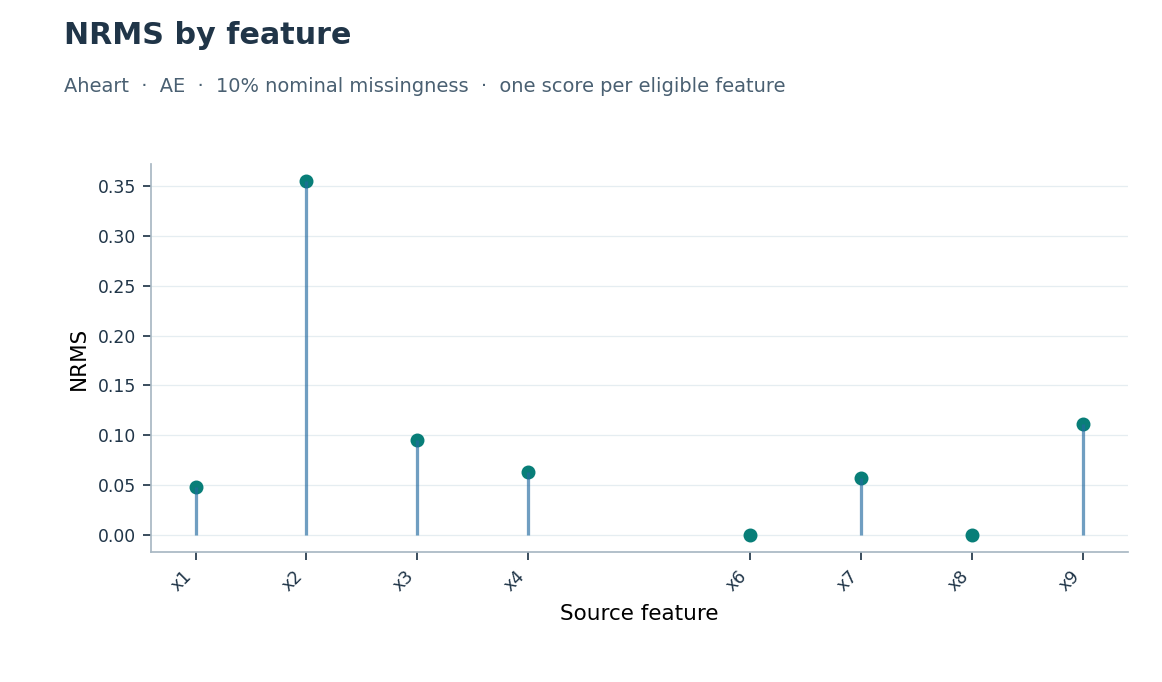 NRMS by feature
Aheart · AE · 10% nominal missingness · one score per eligible feature
0.35
0.30
0.25
0.20
0.15
0.10
0.05
0.00
NRMS
x1 x2 x3 x4 x6 x7 x8 x9
Source feature